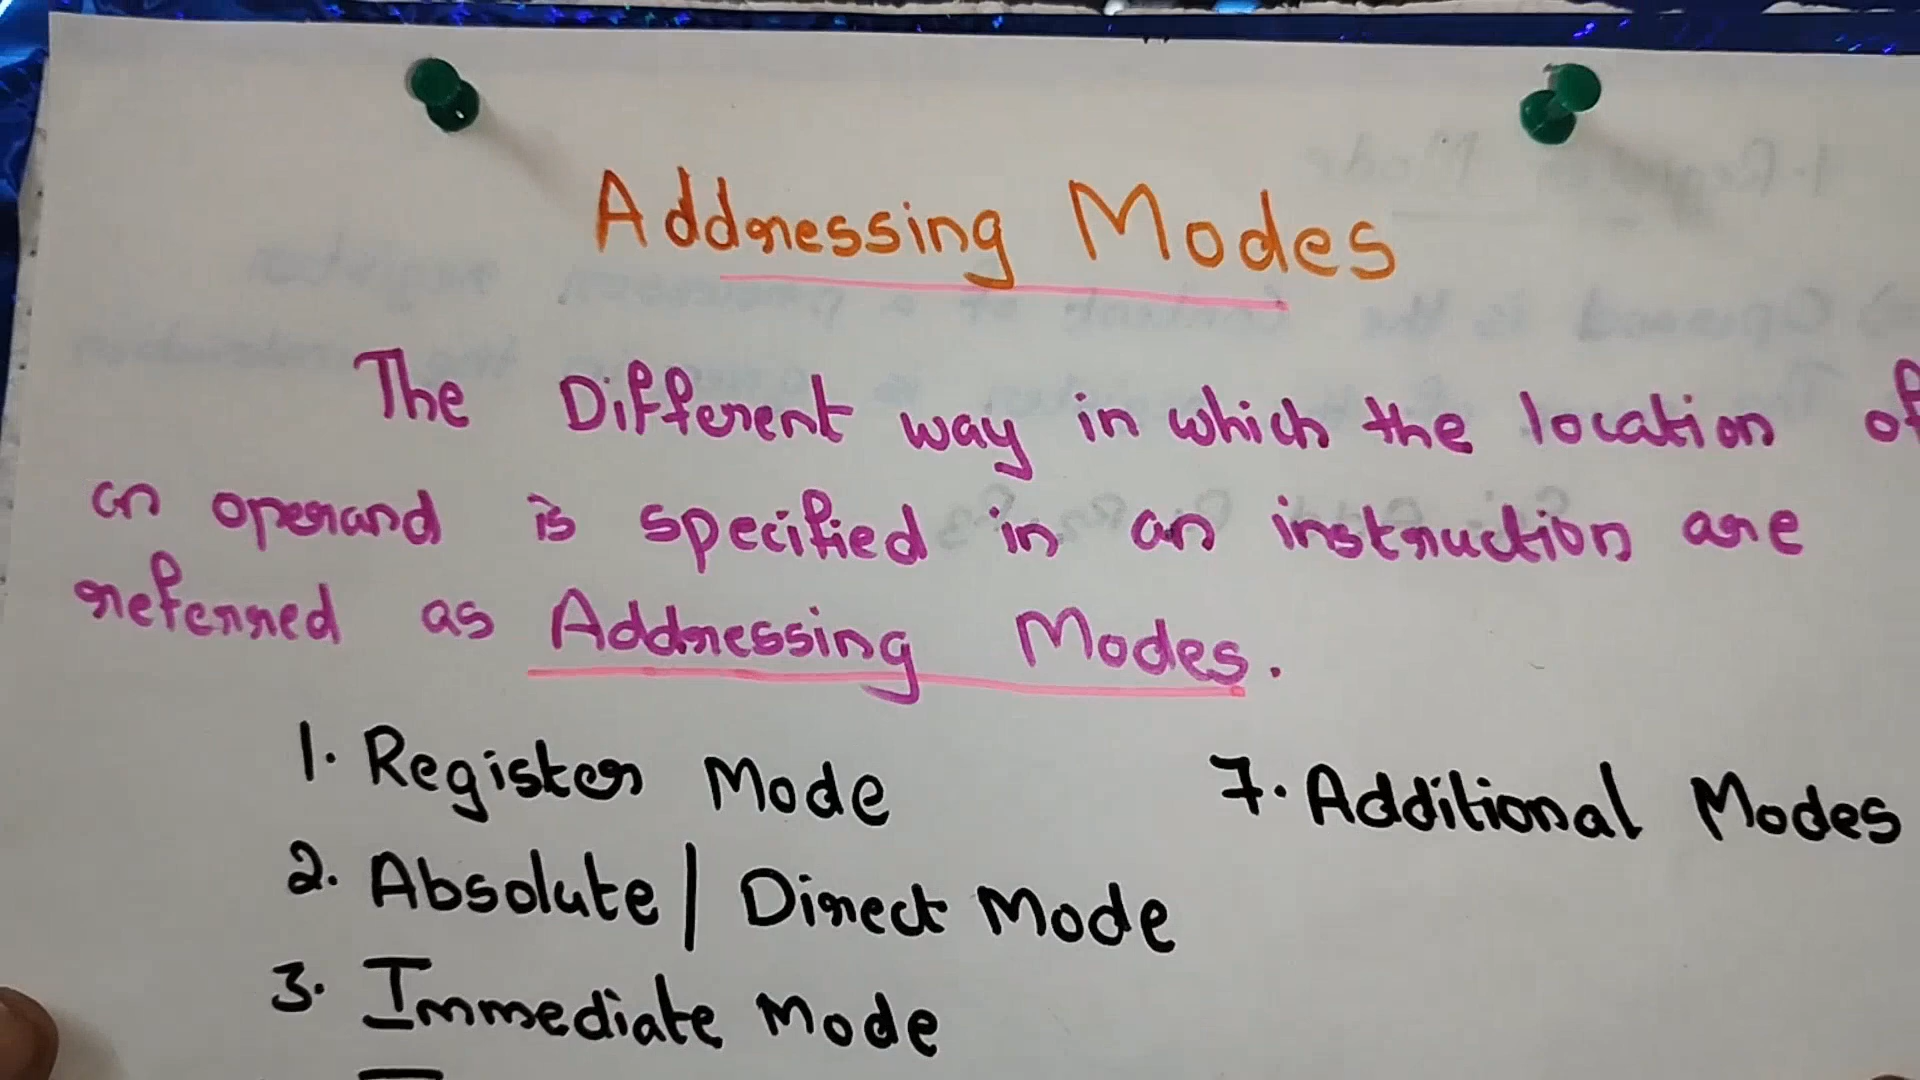 Addressing Modes
The Different way in which the location of
an operand is specified in an instruction are
referred as Addressing Modes.
1. Register Mode
7. Additional Modes
2. Absolute / Direct Mode
3. Immediate Mode